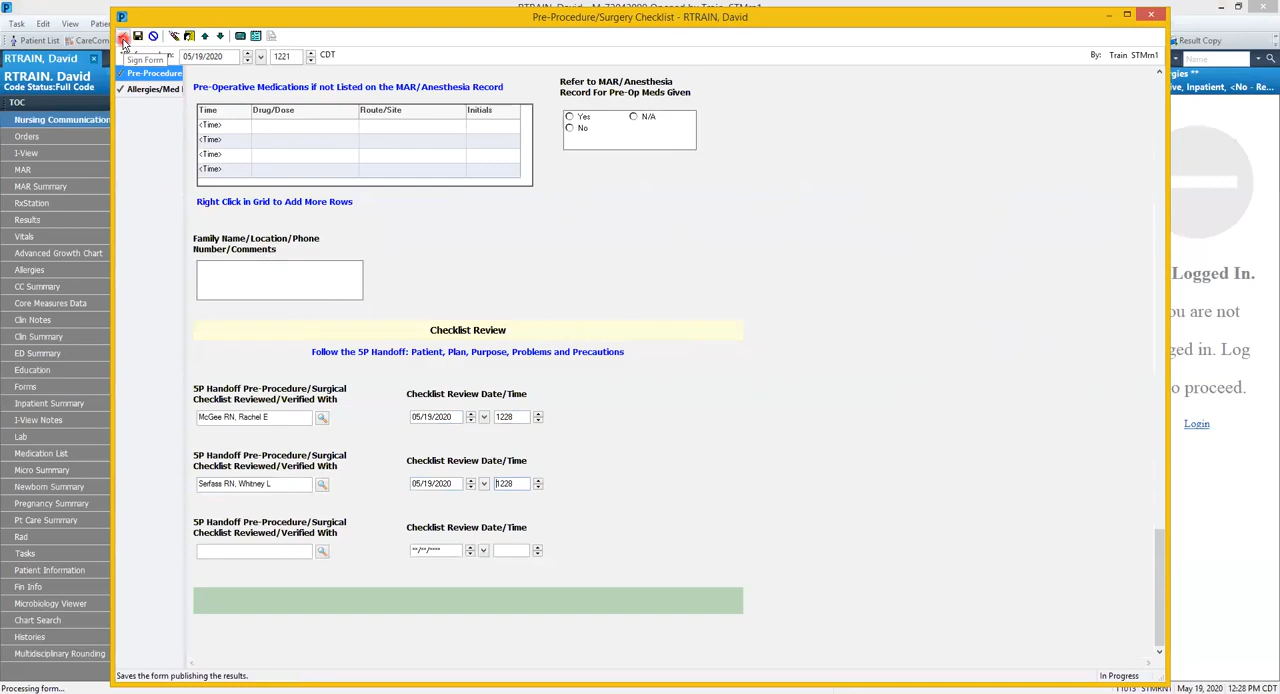 Pre-Procedure/Surgery Checklist - RTRAIN, David
Task Edit View
Patient List CareCom
Result Copy
RTRAIN, David
RTRAIN. David
Code Status:Full Code
TOC
Nursing Communication
Orders
I-View
MAR
MAR Summary
RxStation
Results
Vitals
Advanced Growth Chart
Allergies
CC Summary
Core Measures Data
Clin Notes
Clin Summary
ED Summary
Education
Forms
Inpatient Summary
I-View Notes
Lab
Medication List
Micro Summary
Newborn Summary
Pregnancy Summary
Pt Care Summary
Rad
Tasks
Patient Information
Fin Info
Microbiology Viewer
Chart Search
Histories
Multidisciplinary Rounding
Processing form...
Sign Form
05/19/2020 1221 CDT
By: Train STMrn1
Pre-Procedure
Allergies/Med
Pre-Operative Medications if not Listed on the MAR/Anesthesia Record
Time Drug/Dose Route/Site Initials
<Time>
<Time>
<Time>
<Time>
Right Click in Grid to Add More Rows
Refer to MAR/Anesthesia
Record For Pre-Op Meds Given
Yes N/A
No
Family Name/Location/Phone
Number/Comments
Checklist Review
Follow the 5P Handoff: Patient, Plan, Purpose, Problems and Precautions
5P Handoff Pre-Procedure/Surgical
Checklist Reviewed/Verified With
McGee RN, Rachel E
Checklist Review Date/Time
05/19/2020 1228
5P Handoff Pre-Procedure/Surgical
Checklist Reviewed/Verified With
Serfass RN, Whitney L
Checklist Review Date/Time
05/19/2020 1228
5P Handoff Pre-Procedure/Surgical
Checklist Reviewed/Verified With
Checklist Review Date/Time
**/**/****
Saves the form publishing the results.
In Progress
Name
rgies **
ve, Inpatient, <No - Re...
Logged In.
ou are not
ged in. Log
o proceed.
Login
STMRN1 May 19, 2020 12:28 PM CDT